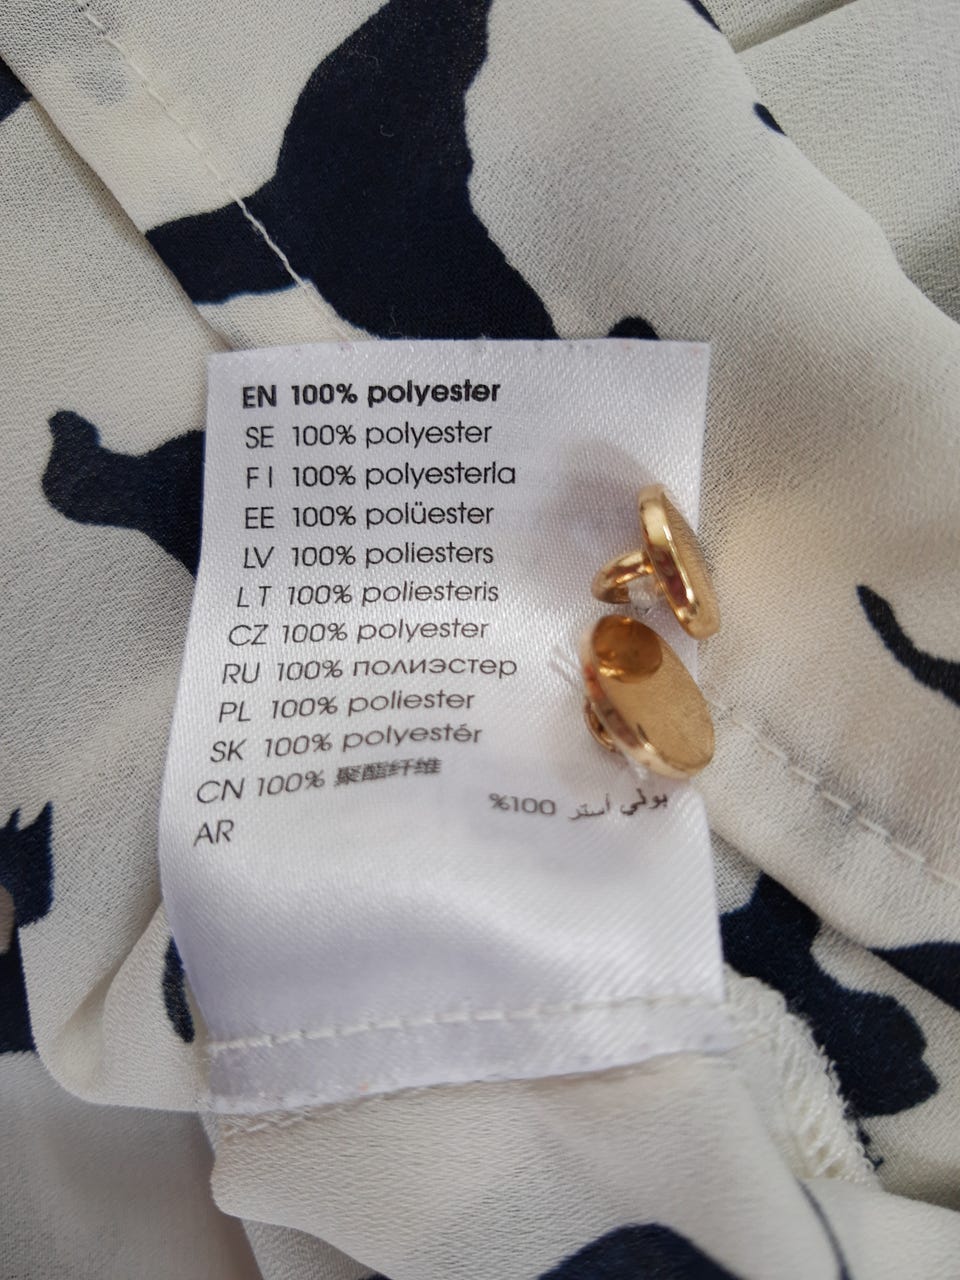 EN 100% polyester
SE 100% polyester
FI 100% polyesterla
EE 100% polüester
LV 100% poliesters
LT 100% poliesteris
CZ 100% polyester
RU 100% полиэстер
PL 100% poliester
SK 100% polyestér
CN 100% 聚酯纤维
AR بولي أستر 100%